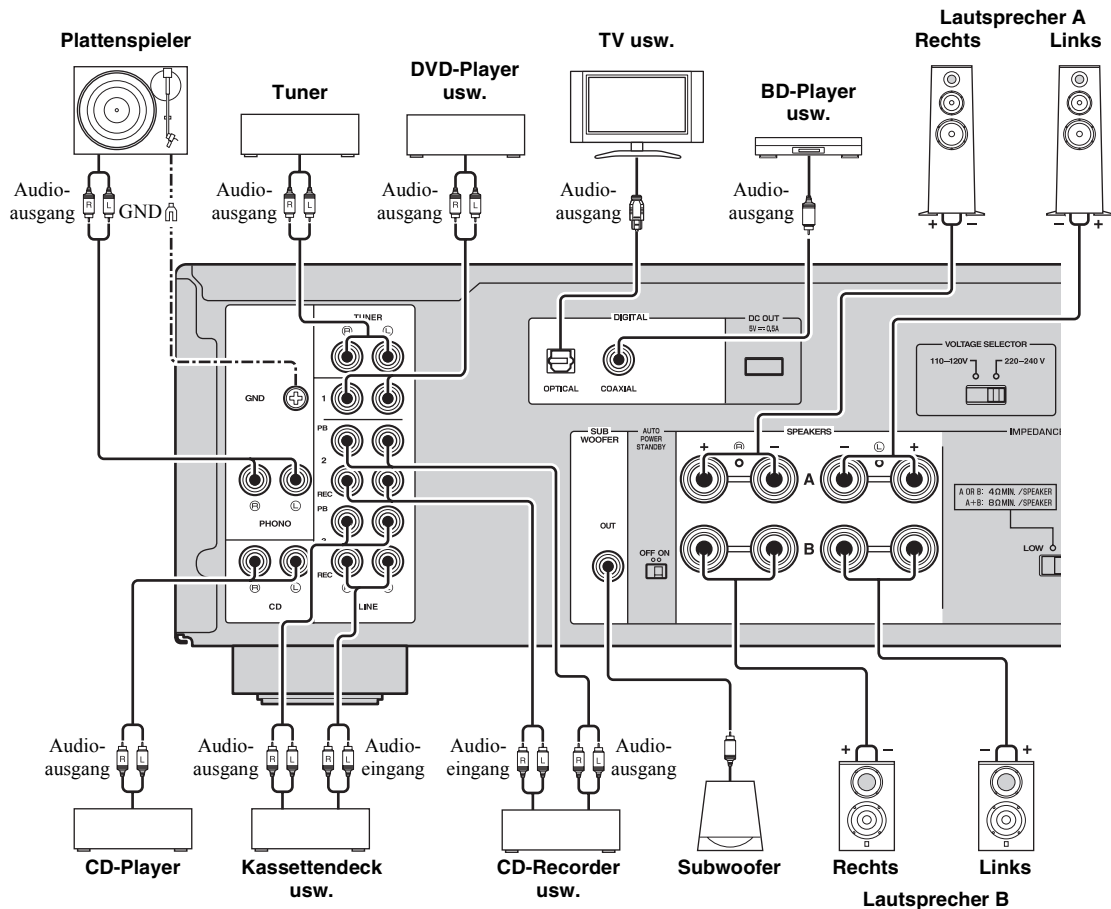 Lautsprecher A
Rechts Links
Plattenspieler
Tuner
DVD-Player
usw.
TV usw.
BD-Player
usw.
Audio-
ausgang
R L
GND
Audio-
ausgang
R L
Audio-
ausgang
R L
Audio-
ausgang
Audio-
ausgang
+ −
− +
TUNER
R L
GND
1
PB
2
REC
PB
REC
R L
PHONO
R L
CD
LINE
DIGITAL
OPTICAL
COAXIAL
DC OUT
5V 0,5A
VOLTAGE SELECTOR
110–120V
220–240 V
SUB
WOOFER
OUT
AUTO
POWER
STANDBY
OFF ON
SPEAKERS
+ R − − L +
A
B
IMPEDANCE
A OR B: 4Ω MIN. /SPEAKER
A+B: 8Ω MIN. /SPEAKER
LOW
Audio-
ausgang
R L
Audio-
ausgang
R L
R L
Audio-
eingang
Audio-
eingang
R L
R L
Audio-
ausgang
+ −
− +
CD-Player
Kassettendeck
usw.
CD-Recorder
usw.
Subwoofer
Rechts
Links
Lautsprecher B